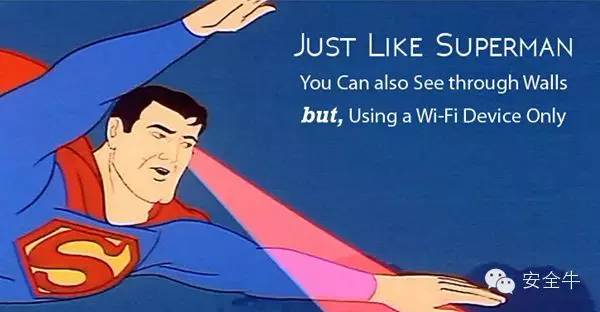 JUST LIKE SUPERMAN
You Can also See through Walls
but, Using a Wi-Fi Device Only
S
安全牛